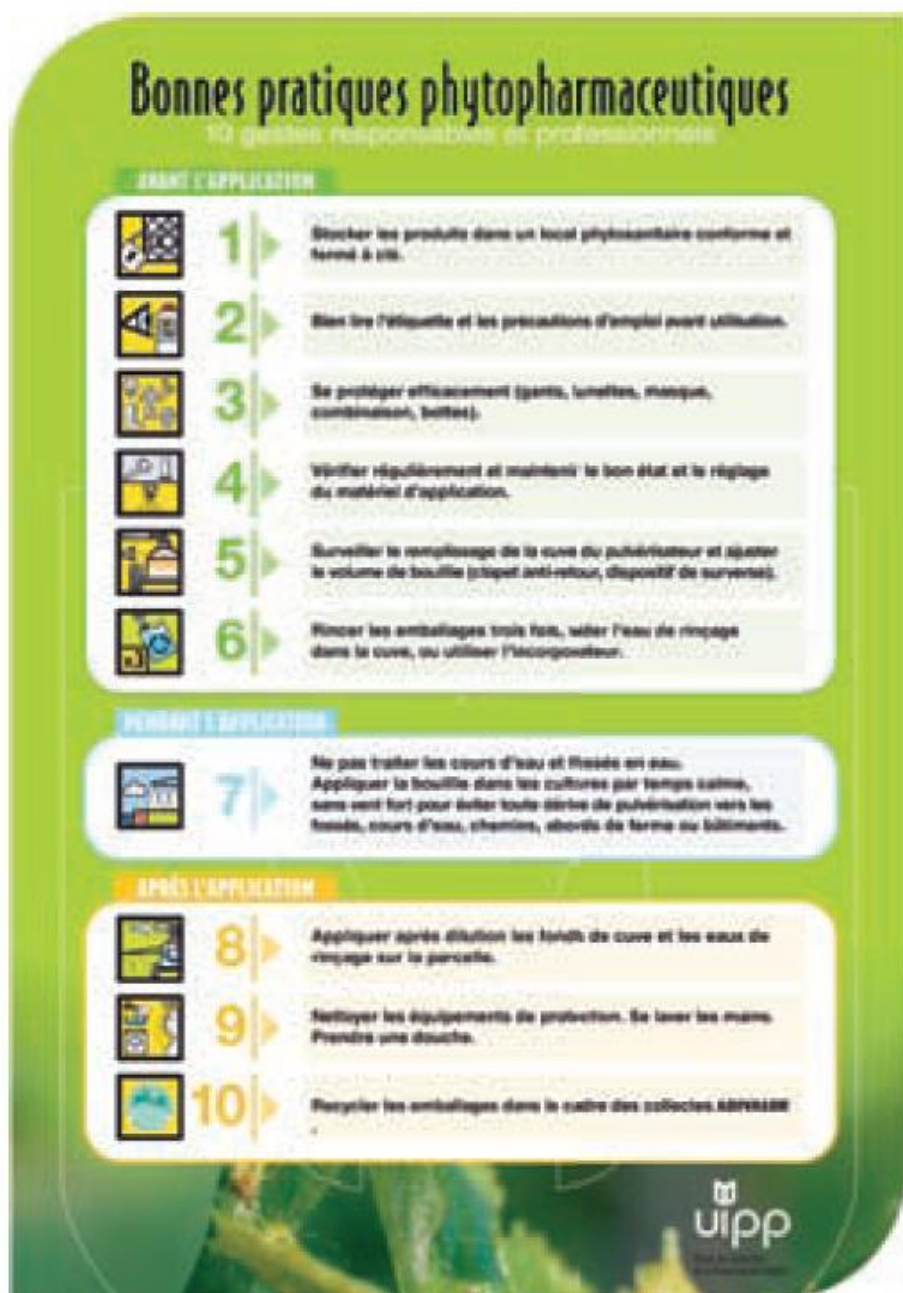 Bonnes pratiques phytopharmaceutiques
10 gestes responsables et professionnels
AVANT L'APPLICATION
1
Stocker les produits dans un local phytosanitaire conforme et
fermé à clé.
2
Bien lire l'étiquette et les précautions d'emploi avant utilisation.
3
Se protéger efficacement (gants, lunettes, masque,
combinaison, bottes).
4
Vérifier régulièrement et maintenir le bon état et le réglage
du matériel d'application.
5
Surveiller le remplissage de la cuve du pulvérisateur et ajuster
le volume de bouillie (clapet anti-retour, dispositif de surverse).
6
Rincer les emballages trois fois, vider l'eau de rinçage
dans la cuve, ou utiliser l'incorporateur.
PENDANT L'APPLICATION
7
Ne pas traiter les cours d'eau et fossés en eau.
Appliquer la bouillie dans les cultures par temps calme,
sans vent fort pour éviter toute dérive de pulvérisation vers les
fossés, cours d'eau, chemins, abords de ferme ou bâtiments.
APRÈS L'APPLICATION
8
Appliquer après dilution les fonds de cuve et les eaux de
rinçage sur la parcelle.
9
Nettoyer les équipements de protection. Se laver les mains.
Prendre une douche.
10
Recycler les emballages dans le cadre des collectes ADIVALOR
.
uipp